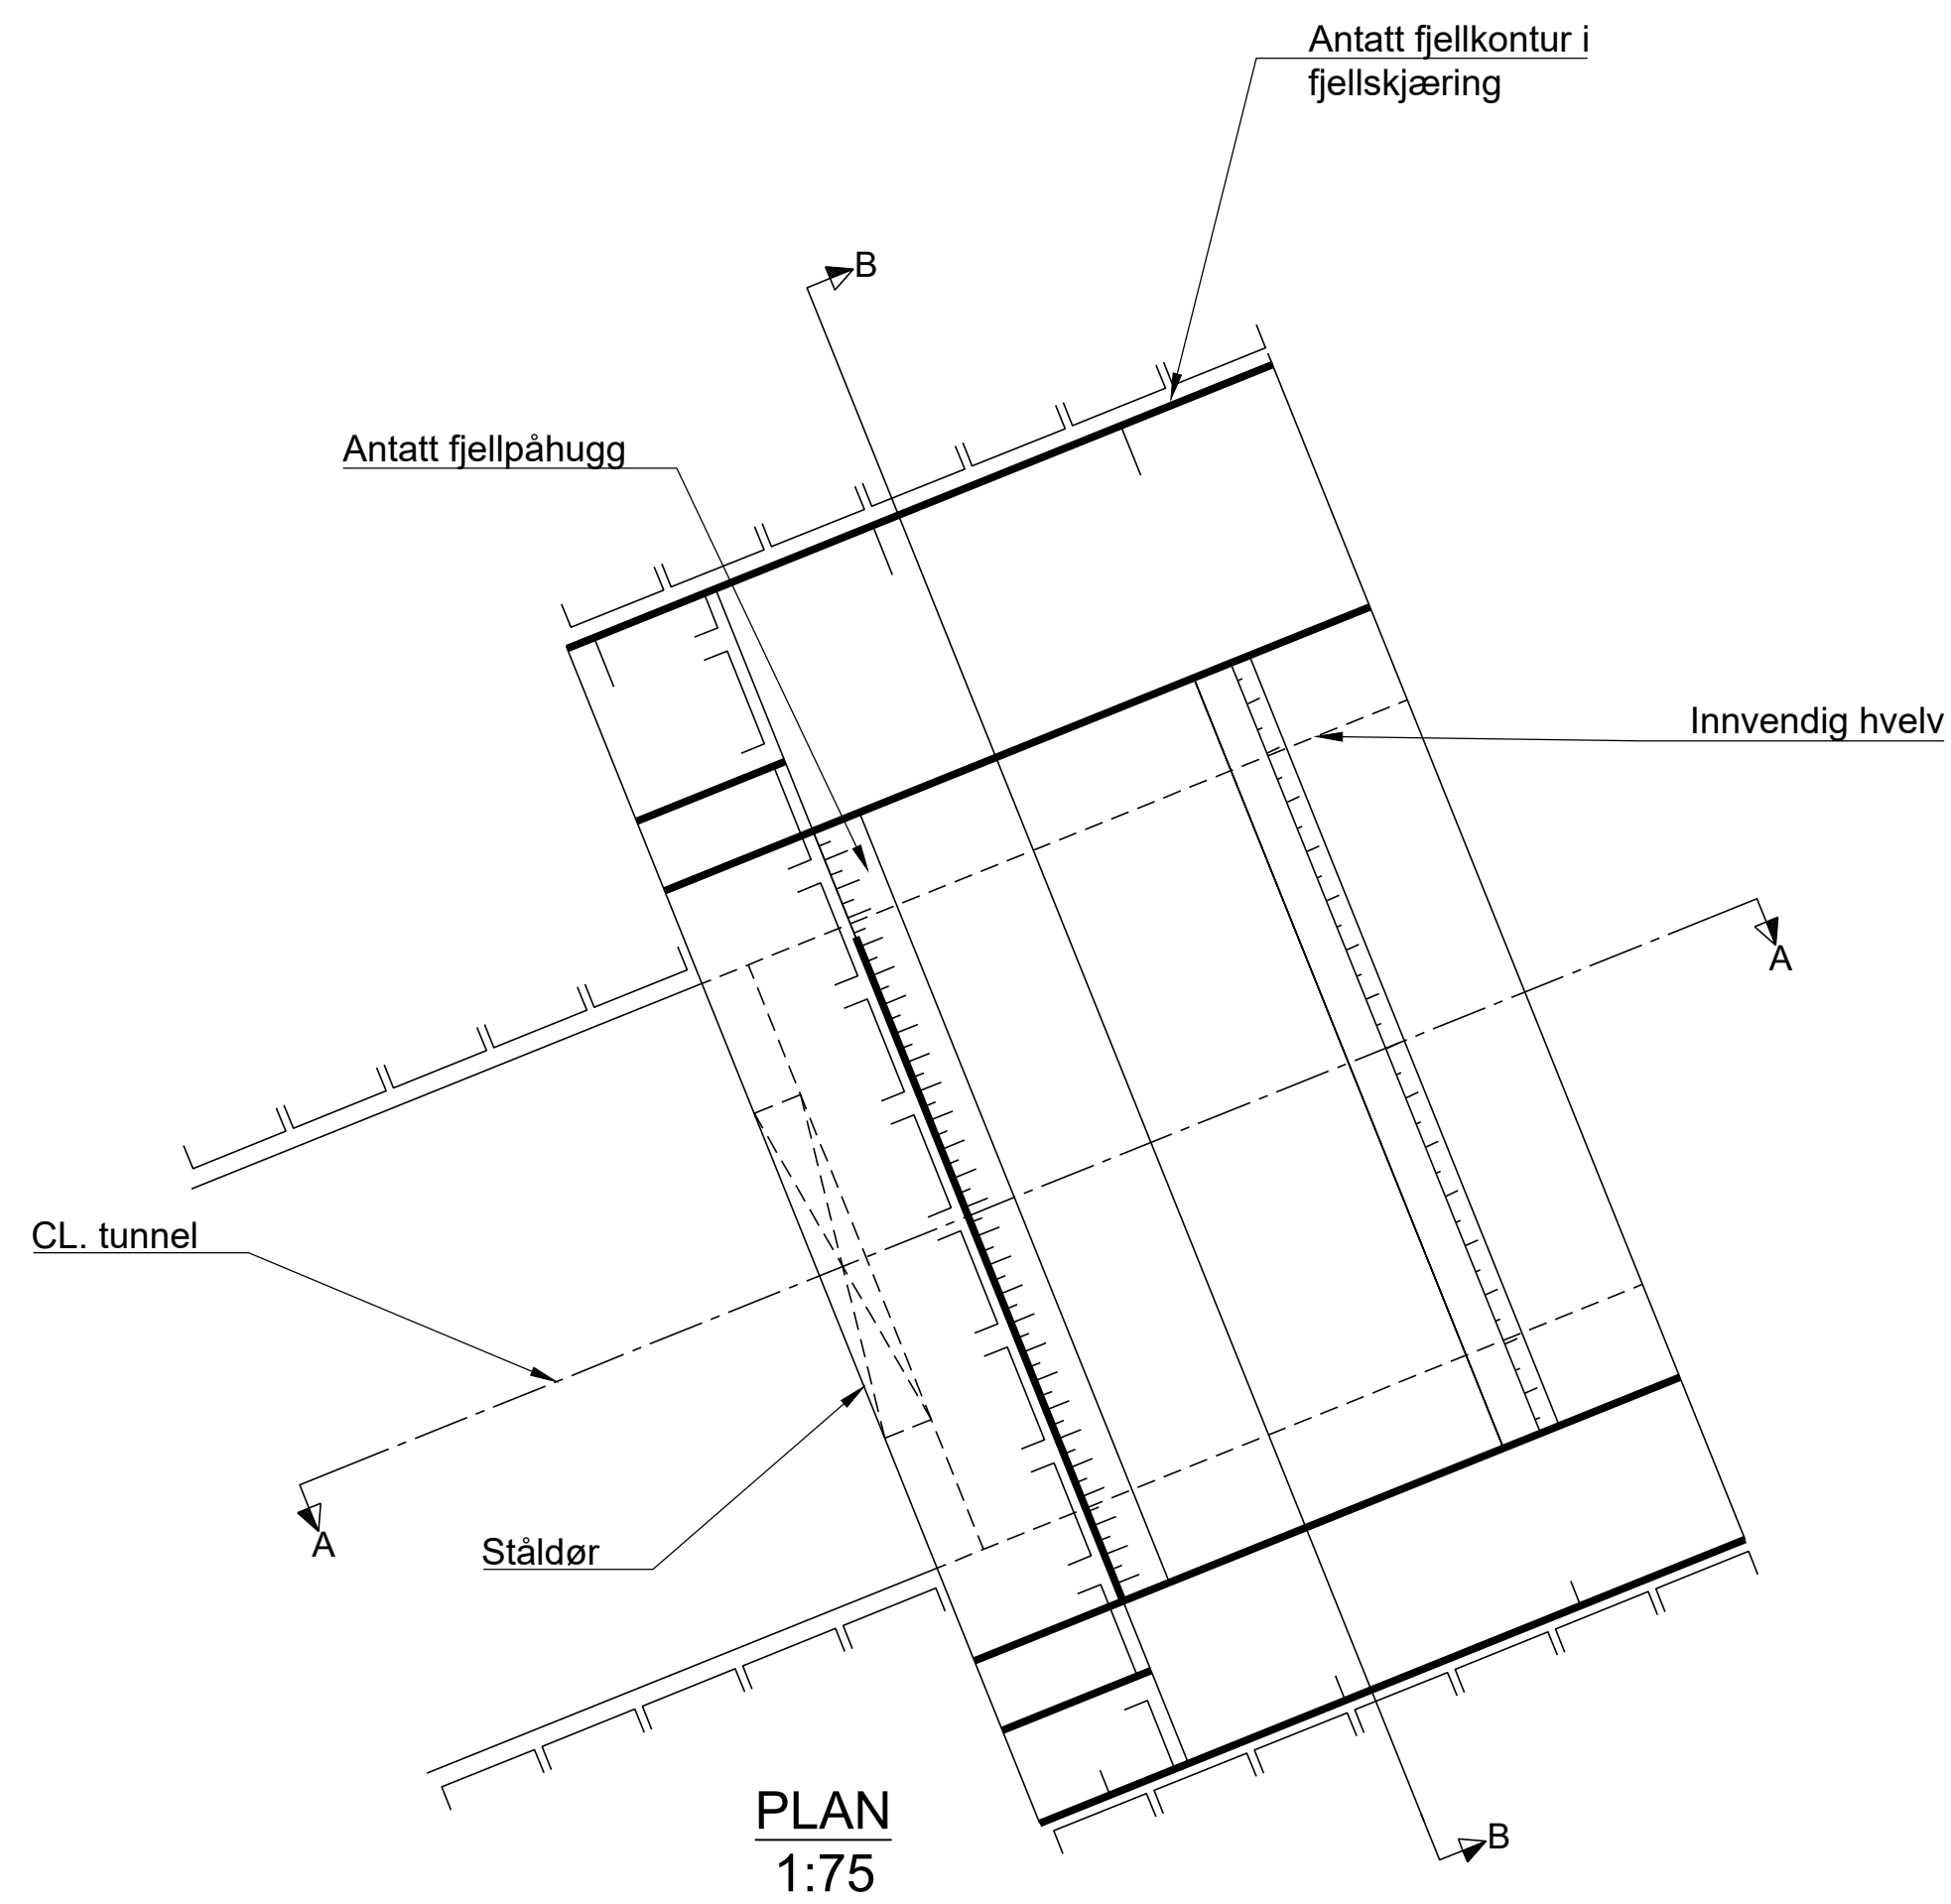 Antatt fjellkontur i
fjellskjæring
B
Antatt fjellpåhugg
Innvendig hvelv
A
CL. tunnel
A
Ståldør
PLAN
1:75
B